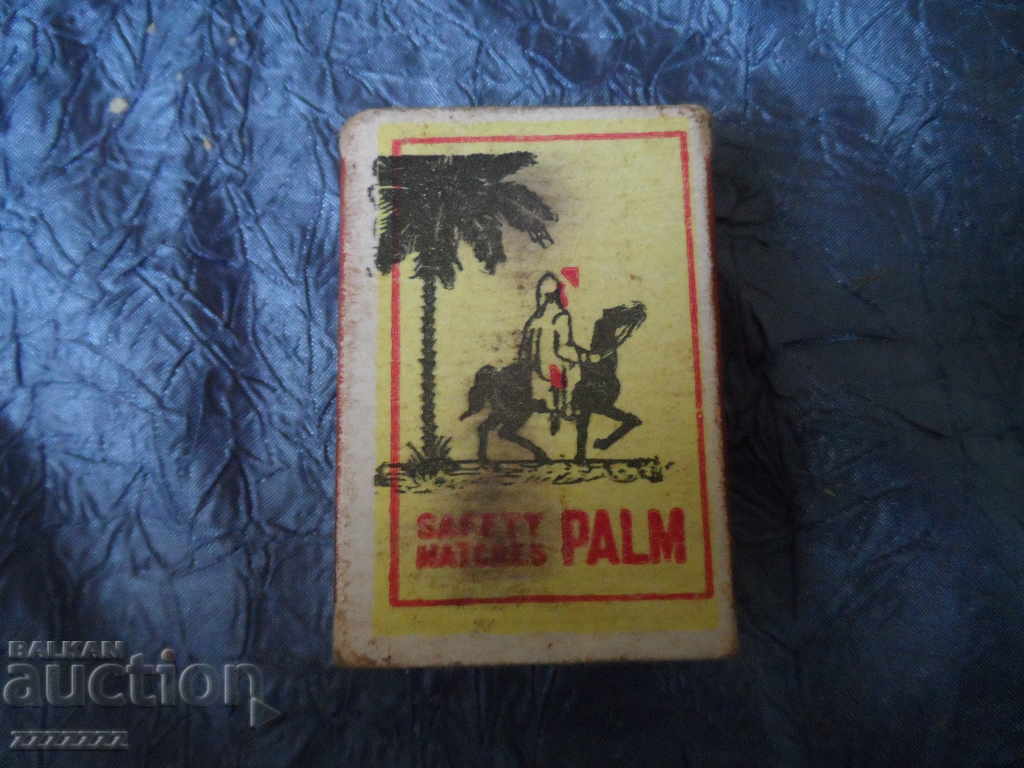 SAFETY
MATCHES PALM
BALKAN
auction